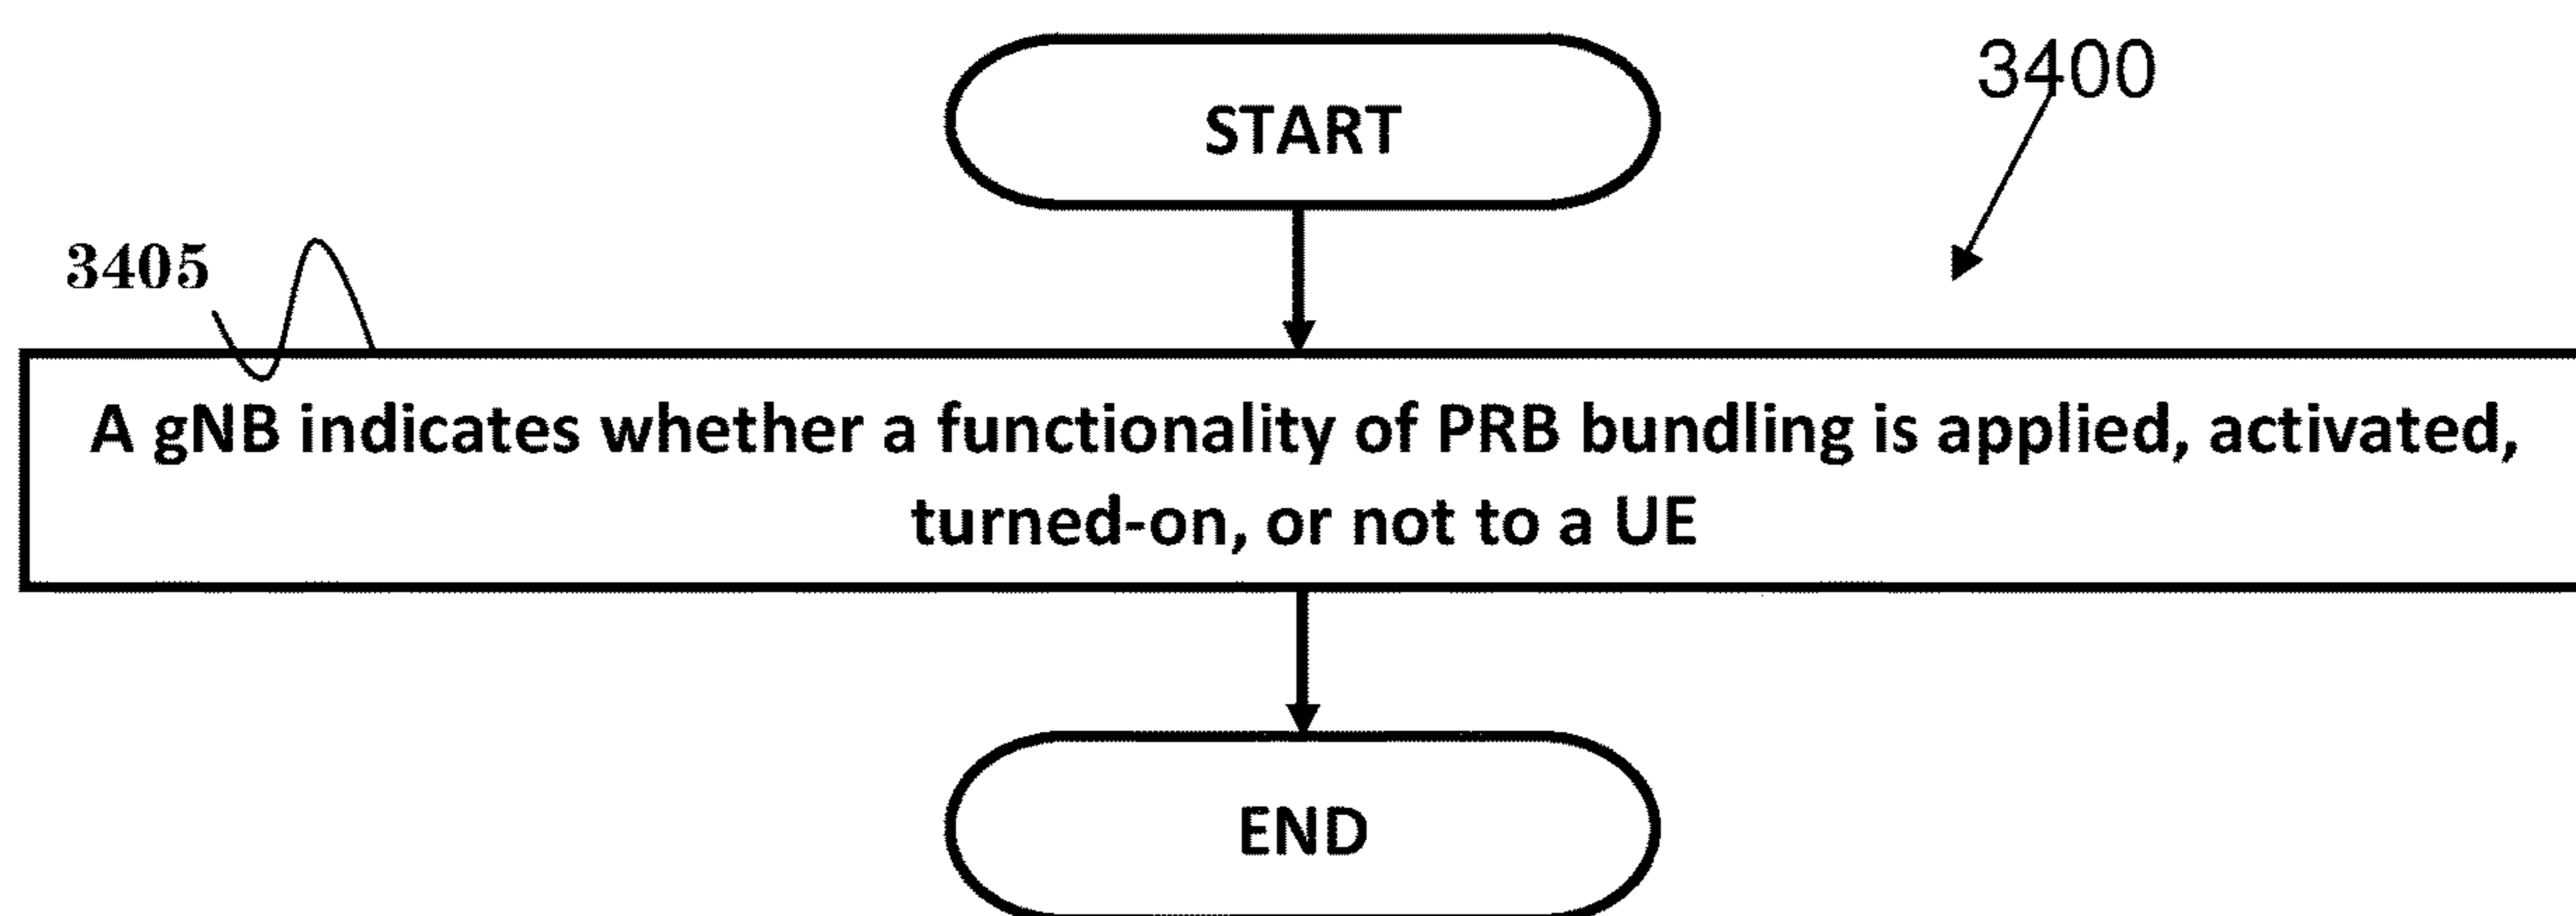 START
3400
3405
A gNB indicates whether a functionality of PRB bundling is applied, activated,
turned-on, or not to a UE
END